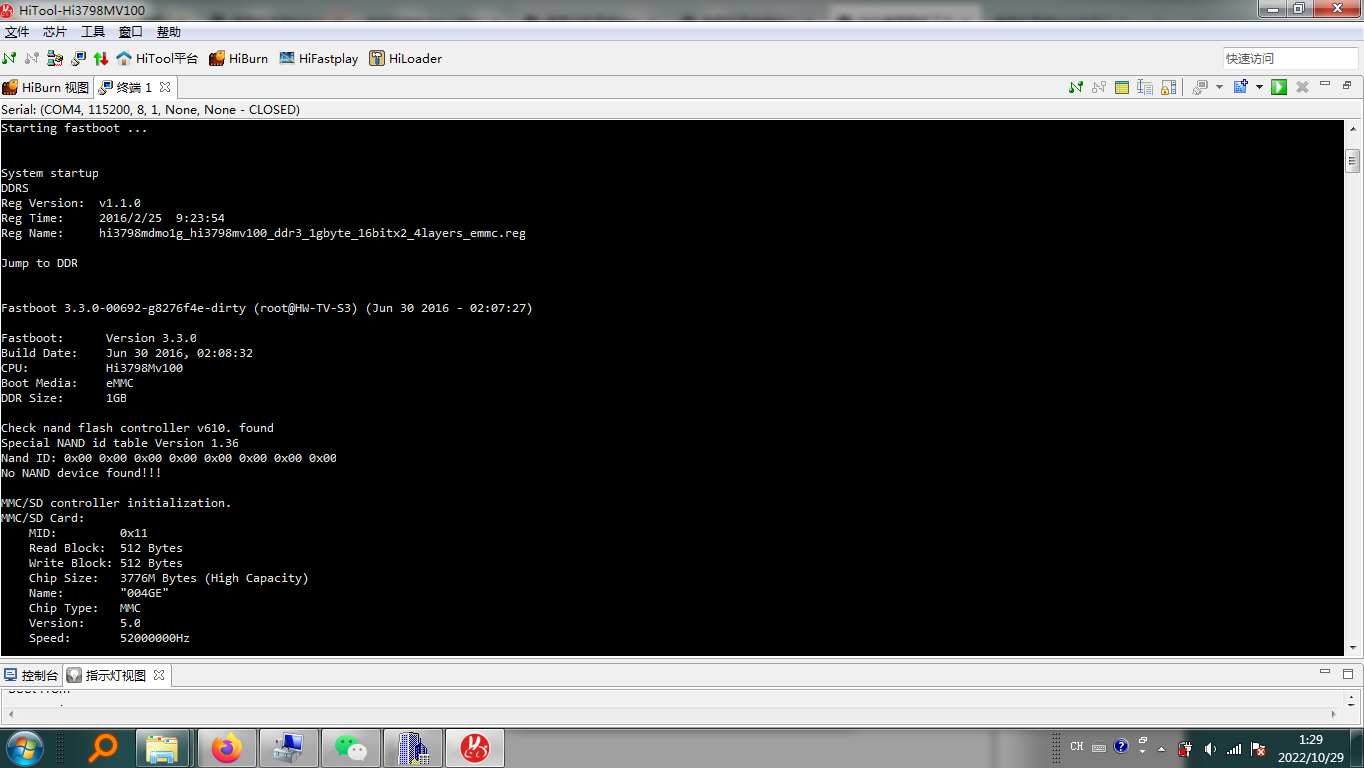 HiTool-Hi3798MV100
文件 芯片 工具 窗口 帮助
HiTool平台 HiBurn HiFastplay HiLoader 快速访问
HiBurn 视图 终端 1
Serial: (COM4, 115200, 8, 1, None, None - CLOSED)
Starting fastboot ...
System startup
DDRS
Reg Version: v1.1.0
Reg Time: 2016/2/25 9:23:54
Reg Name: hi3798mdmo1g_hi3798mv100_ddr3_1gbyte_16bitx2_4layers_emmc.reg
Jump to DDR
Fastboot 3.3.0-00692-g8276f4e-dirty (root@HW-TV-S3) (Jun 30 2016 - 02:07:27)
Fastboot: Version 3.3.0
Build Date: Jun 30 2016, 02:08:32
CPU: Hi3798Mv100
Boot Media: eMMC
DDR Size: 1GB
Check nand flash controller v610. found
Special NAND id table Version 1.36
Nand ID: 0x00 0x00 0x00 0x00 0x00 0x00 0x00 0x00
No NAND device found!!!
MMC/SD controller initialization.
MMC/SD Card:
MID: 0x11
Read Block: 512 Bytes
Write Block: 512 Bytes
Chip Size: 3776M Bytes (High Capacity)
Name: "004GE"
Chip Type: MMC
Version: 5.0
Speed: 52000000Hz
控制台 指示灯视图
CH
1:29
2022/10/29